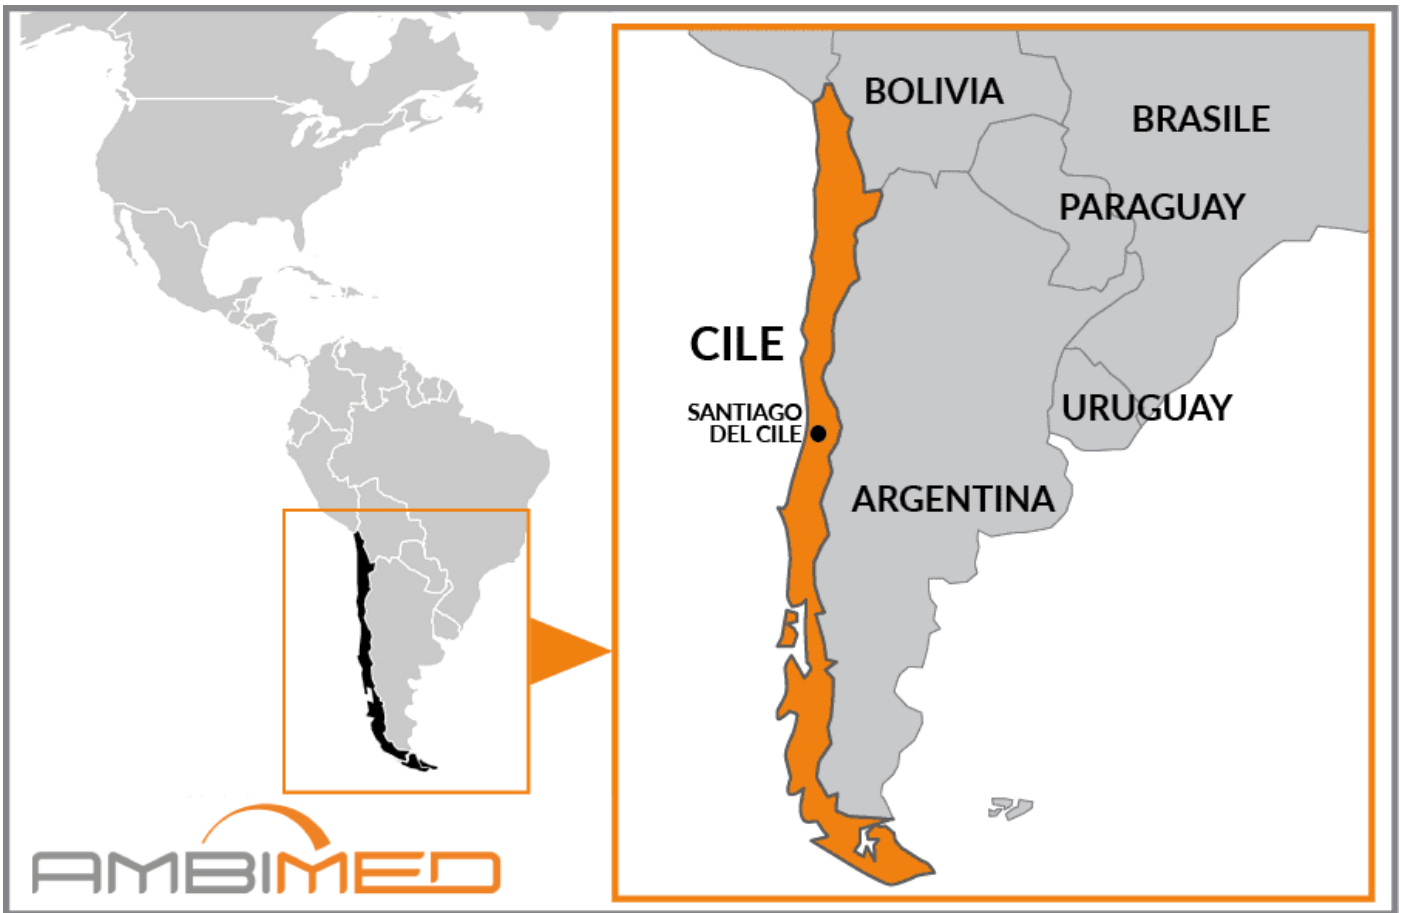 BOLIVIA
BRASILE
PARAGUAY
CILE
SANTIAGO
DEL CILE
URUGUAY
ARGENTINA
AMBIMED